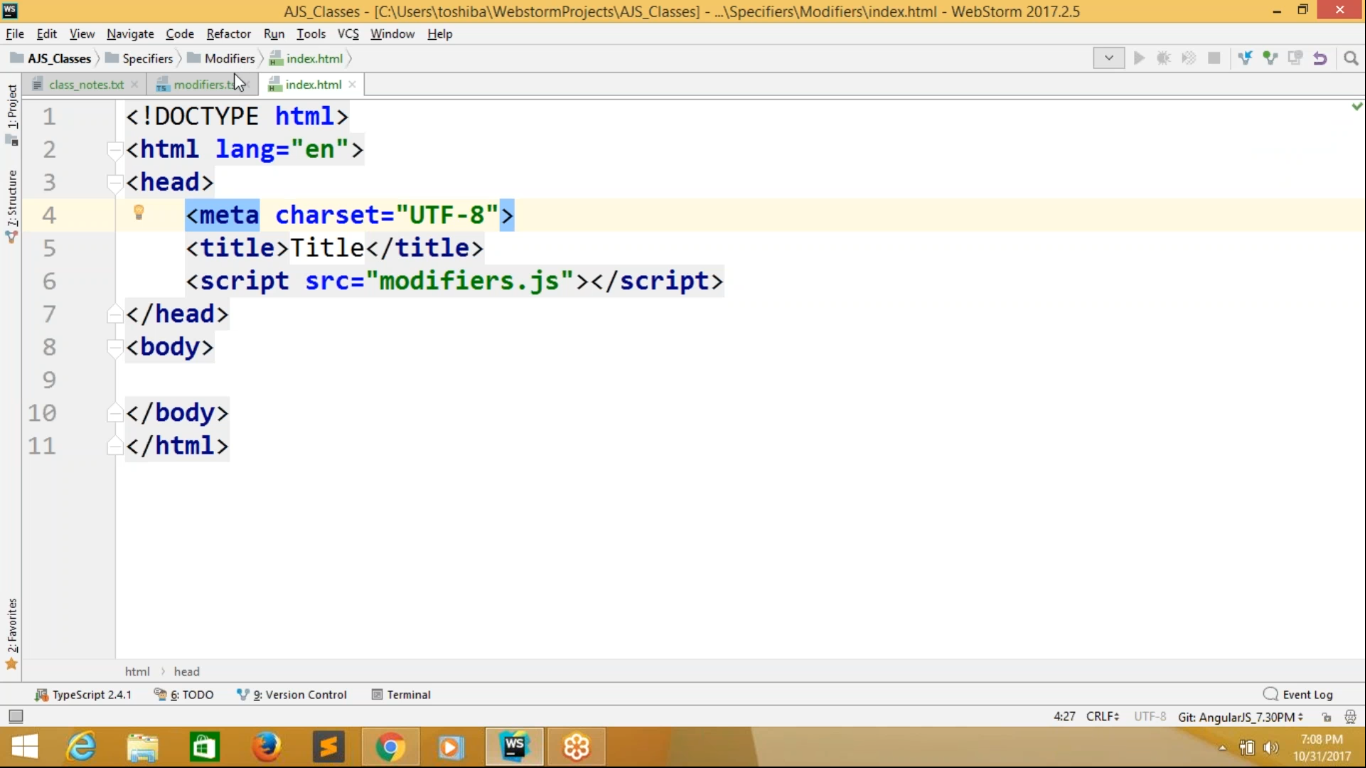 WS
AJS_Classes - [C:\Users\toshiba\WebstormProjects\AJS_Classes] - ...\Specifiers\Modifiers\index.html - WebStorm 2017.2.5
File Edit View Navigate Code Refactor Run Tools VCS Window Help
AJS_Classes Specifiers Modifiers index.html
class_notes.txt modifiers.ts index.html
1: Project
Z: Structure
2: Favorites
1 <!DOCTYPE html>
2 <html lang="en">
3 <head>
4 <meta charset="UTF-8">
5 <title>Title</title>
6 <script src="modifiers.js"></script>
7 </head>
8 <body>
9
10 </body>
11 </html>
html head
TypeScript 2.4.1 6: TODO 9: Version Control Terminal Event Log
4:27 CRLF UTF-8 Git: AngularJS_7.30PM
WS
7:08 PM
10/31/2017